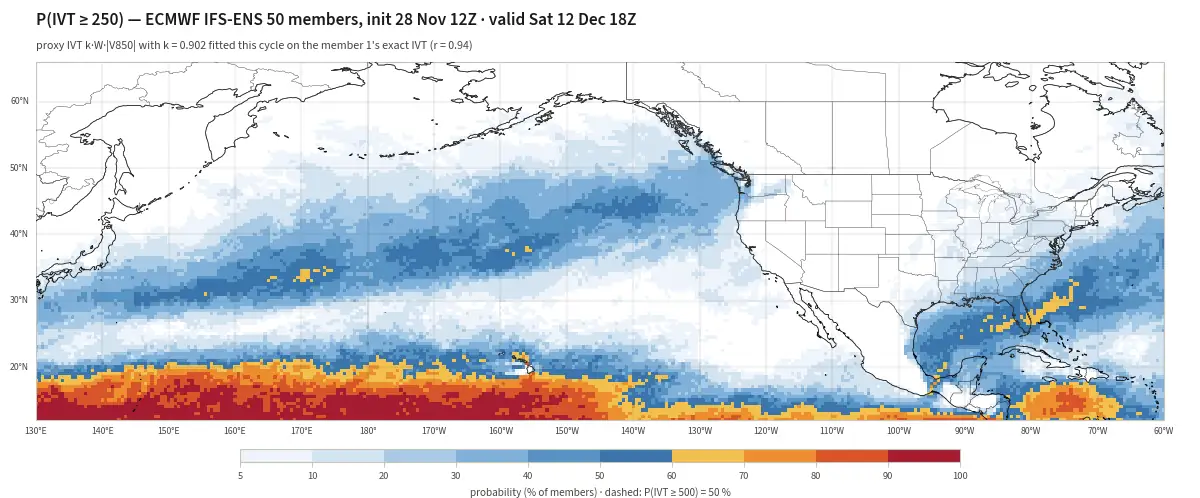 P(IVT ≥ 250) — ECMWF IFS-ENS 50 members, init 28 Nov 12Z · valid Sat 12 Dec 18Z
proxy IVT k·W·|V850| with k = 0.902 fitted this cycle on the member 1's exact IVT (r = 0.94)
60°N
50°N
40°N
30°N
20°N
130°E 140°E 150°E 160°E 170°E 180° 170°W 160°W 150°W 140°W 130°W 120°W 110°W 100°W 90°W 80°W 70°W 60°W
5 10 20 30 40 50 60 70 80 90 100
probability (% of members) · dashed: P(IVT ≥ 500) = 50 %